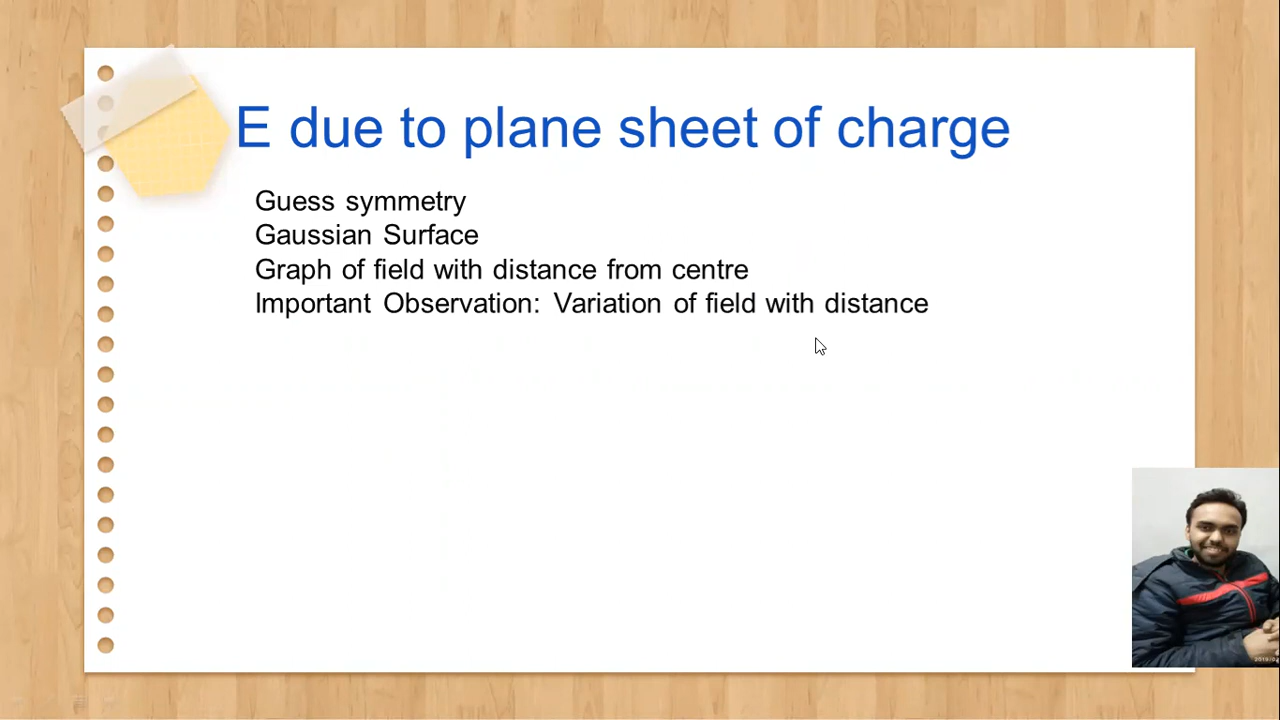 E due to plane sheet of charge
Guess symmetry
Gaussian Surface
Graph of field with distance from centre
Important Observation: Variation of field with distance